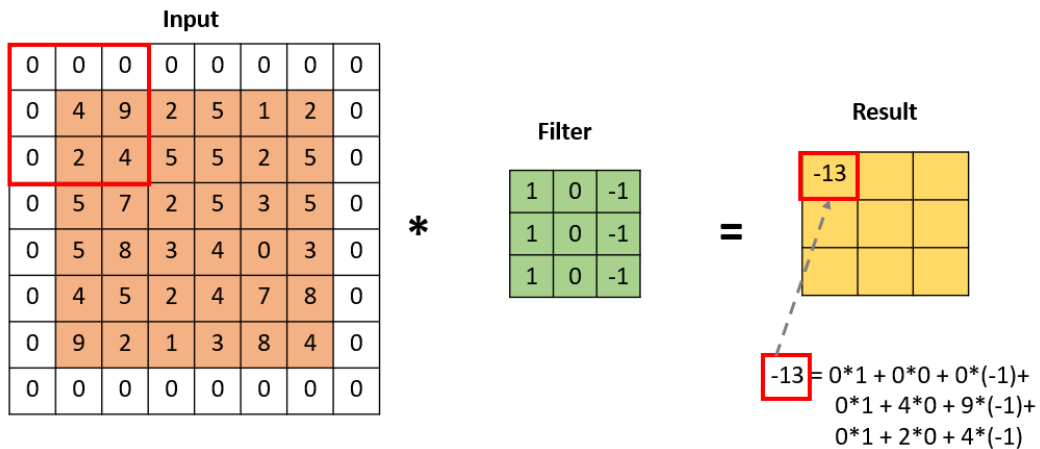 Input
0 0 0 0 0 0 0 0
0 4 9 2 5 1 2 0
0 2 4 5 5 2 5 0
0 5 7 2 5 3 5 0
0 5 8 3 4 0 3 0
0 4 5 2 4 7 8 0
0 9 2 1 3 8 4 0
0 0 0 0 0 0 0 0
*
Filter
1 0 -1
1 0 -1
1 0 -1
=
Result
-13
-13 = 0*1 + 0*0 + 0*(-1)+
0*1 + 4*0 + 9*(-1)+
0*1 + 2*0 + 4*(-1)